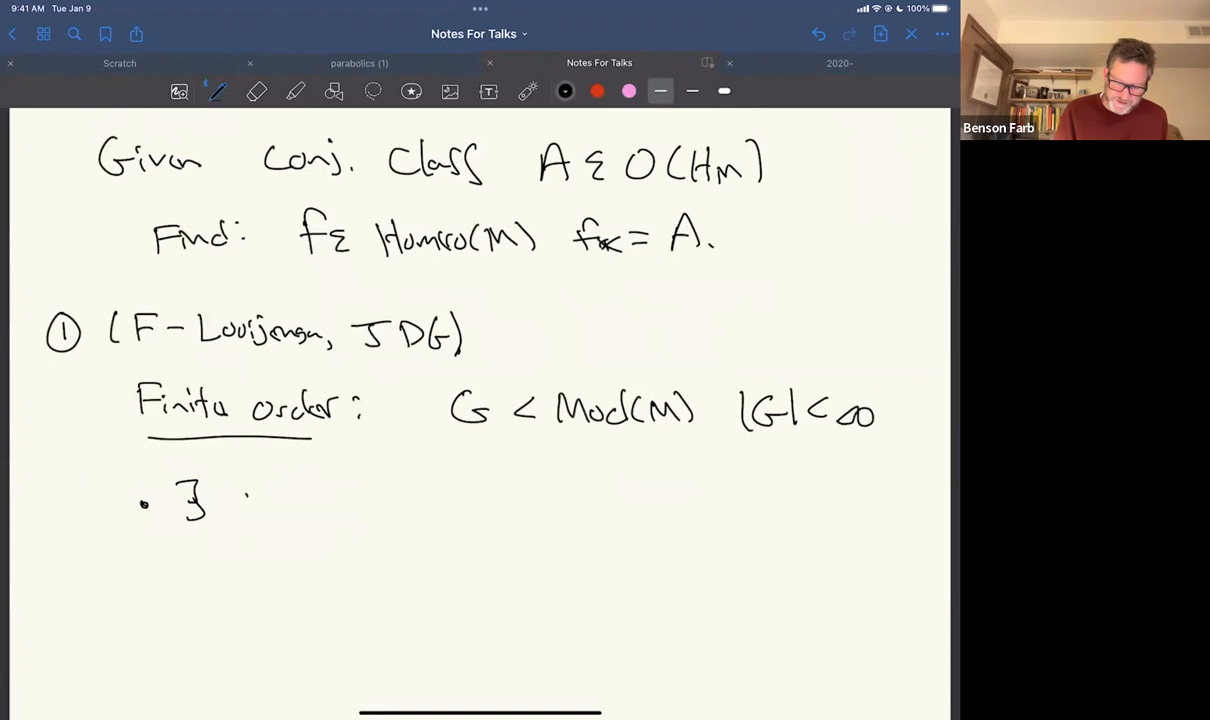 9:41 AM Tue Jan 9
100%
Notes For Talks
Scratch
parabolics (1)
Notes For Talks
2020-
Benson Farb
Given Conj. Class A ∈ O(H_M)
Find: f ∈ Homeo(M) f_* = A.
① (F - Looijenga, JDG)
Finite order: G < Mod(M) |G| < ∞
• ∃